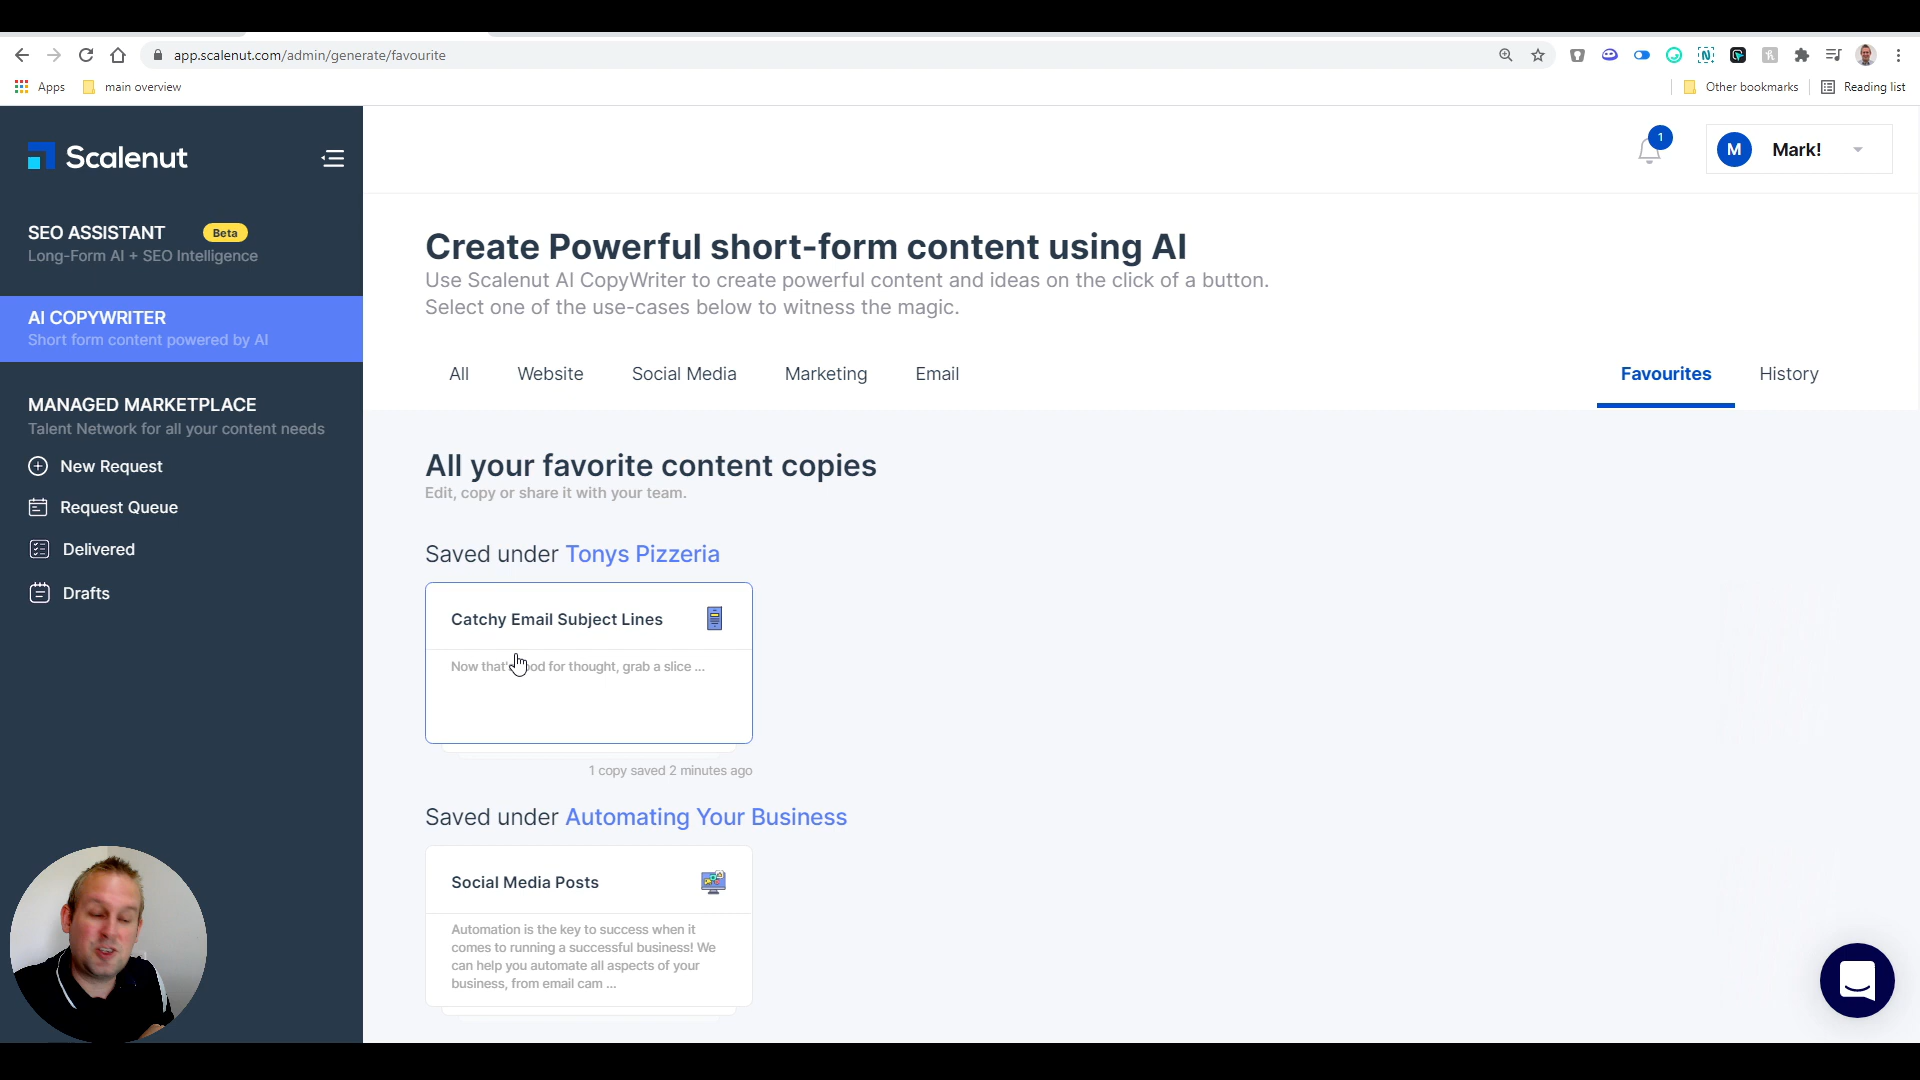 app.scalenut.com/admin/generate/favourite
Apps
main overview
Other bookmarks
Reading list
Scalenut
1
M
Mark!
SEO ASSISTANT
Beta
Long-Form AI + SEO Intelligence
AI COPYWRITER
Short form content powered by AI
MANAGED MARKETPLACE
Talent Network for all your content needs
New Request
Request Queue
Delivered
Drafts
Create Powerful short-form content using AI
Use Scalenut AI CopyWriter to create powerful content and ideas on the click of a button.
Select one of the use-cases below to witness the magic.
All
Website
Social Media
Marketing
Email
Favourites
History
All your favorite content copies
Edit, copy or share it with your team.
Saved under Tonys Pizzeria
Catchy Email Subject Lines
Now that' ood for thought, grab a slice ...
1 copy saved 2 minutes ago
Saved under Automating Your Business
Social Media Posts
Automation is the key to success when it
comes to running a successful business! We
can help you automate all aspects of your
business, from email cam ...